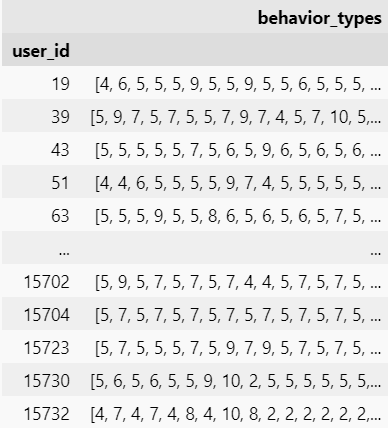 behavior_types
user_id
19 [4, 6, 5, 5, 5, 9, 5, 5, 9, 5, 5, 6, 5, 5, 5, ...
39 [5, 9, 7, 5, 7, 5, 5, 7, 9, 7, 4, 5, 7, 10, 5,...
43 [5, 5, 5, 5, 5, 7, 5, 6, 5, 9, 6, 5, 6, 5, 6, ...
51 [4, 4, 6, 5, 5, 5, 5, 9, 7, 4, 5, 5, 5, 5, 5, ...
63 [5, 5, 5, 9, 5, 5, 8, 6, 5, 6, 5, 6, 5, 7, 5, ...
... ...
15702 [5, 9, 5, 7, 5, 7, 5, 7, 4, 4, 5, 7, 5, 7, 5, ...
15704 [5, 7, 5, 7, 5, 7, 5, 7, 5, 7, 5, 7, 5, 7, 5, ...
15723 [5, 7, 5, 5, 5, 7, 5, 9, 7, 9, 5, 7, 5, 7, 5, ...
15730 [5, 6, 5, 6, 5, 5, 9, 10, 2, 5, 5, 5, 5, 5, 5,...
15732 [4, 7, 4, 7, 4, 8, 4, 10, 8, 2, 2, 2, 2, 2, 2,...